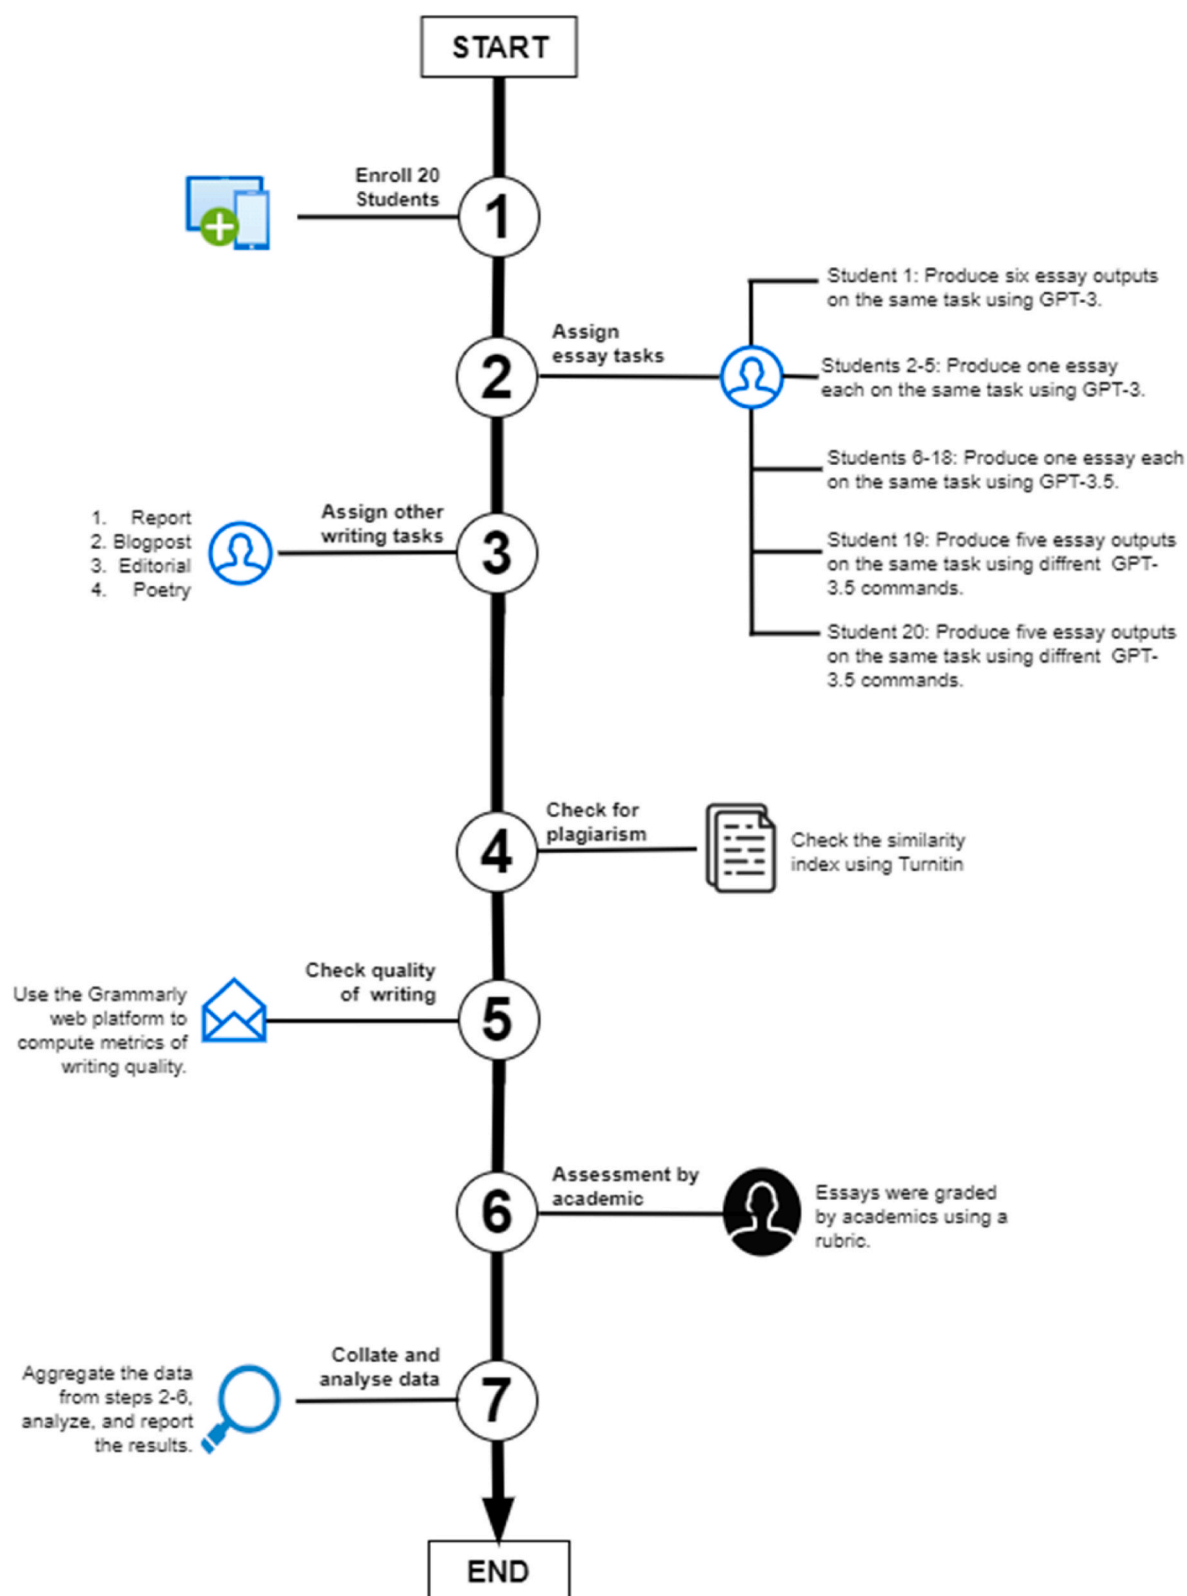 START
Enroll 20
Students
1
Assign
essay tasks
2
Student 1: Produce six essay outputs
on the same task using GPT-3.
Students 2-5: Produce one essay
each on the same task using GPT-3.
Students 6-18: Produce one essay each
on the same task using GPT-3.5.
Student 19: Produce five essay outputs
on the same task using diffrent GPT-
3.5 commands.
Student 20: Produce five essay outputs
on the same task using diffrent GPT-
3.5 commands.
Assign other
writing tasks
3
1. Report
2. Blogpost
3. Editorial
4. Poetry
4
Check for
plagiarism
Check the similarity
index using Turnitin
Check quality
of writing
5
Use the Grammarly
web platform to
compute metrics of
writing quality.
6
Assessment by
academic
Essays were graded
by academics using a
rubric.
Collate and
analyse data
7
Aggregate the data
from steps 2-6,
analyze, and report
the results.
END